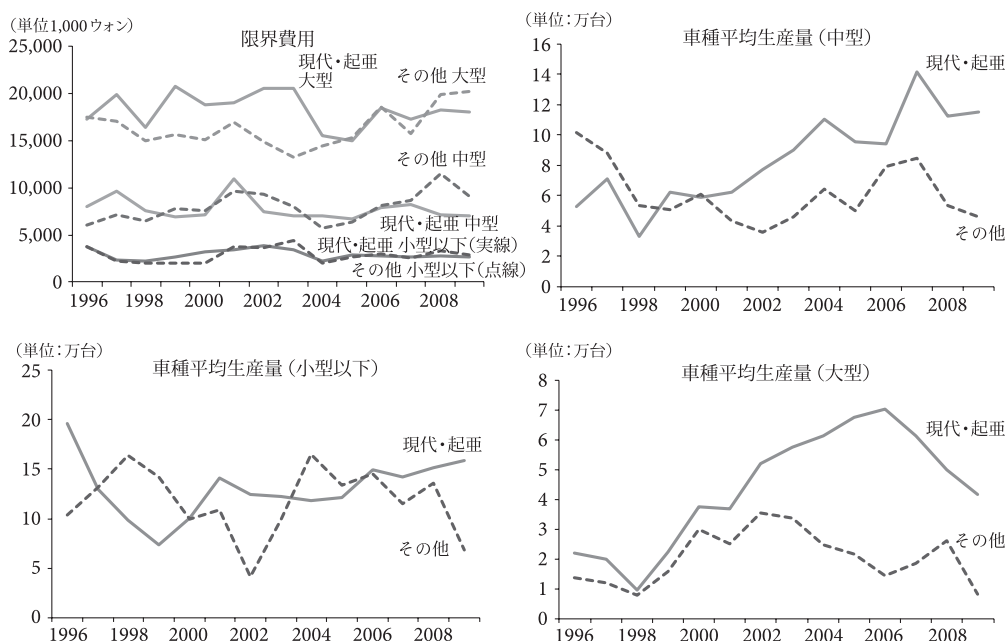 （単位1,000ウォン）
限界費用
25,000
20,000
15,000
10,000
5,000
0
現代・起亜
大型
その他 大型
その他 中型
現代・起亜 中型
現代・起亜 小型以下（実線）
その他 小型以下（点線）
1996 1998 2000 2002 2004 2006 2008
（単位：万台）
車種平均生産量（中型）
16
14
12
10
8
6
4
2
0
現代・起亜
その他
1996 1998 2000 2002 2004 2006 2008
（単位：万台）
車種平均生産量（小型以下）
25
20
15
10
5
0
現代・起亜
その他
1996 1998 2000 2002 2004 2006 2008
（単位：万台）
車種平均生産量（大型）
8
7
6
5
4
3
2
1
0
現代・起亜
その他
1996 1998 2000 2002 2004 2006 2008